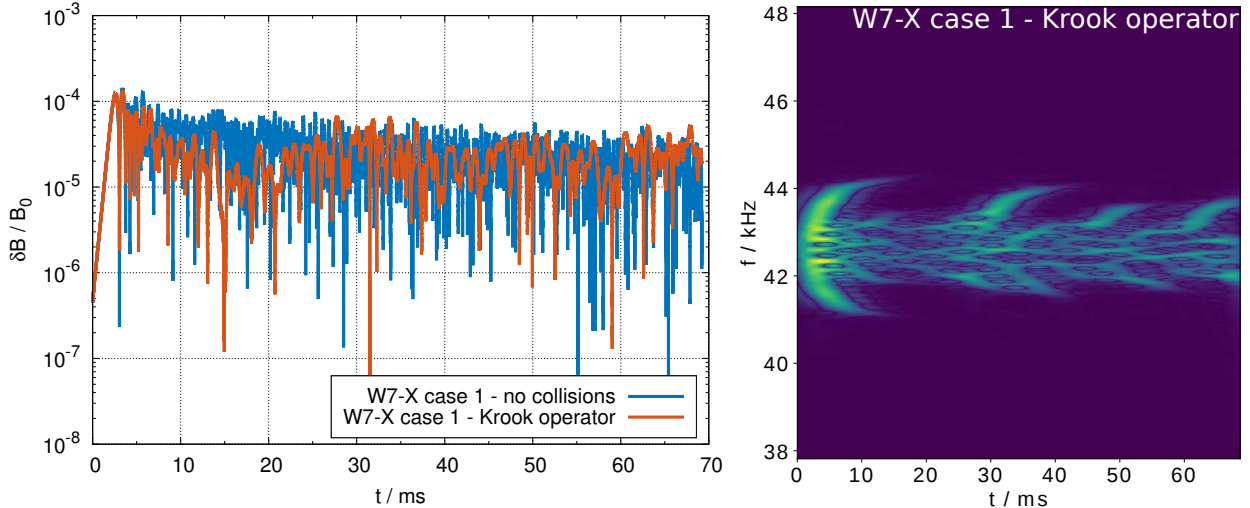 10⁻³
10⁻⁴
10⁻⁵
10⁻⁶
10⁻⁷
10⁻⁸
δB / B₀
0 10 20 30 40 50 60 70
t / ms
W7-X case 1 - no collisions
W7-X case 1 - Krook operator
W7-X case 1 - Krook operator
48
46
44
42
40
38
f / kHz
0 10 20 30 40 50 60
t / ms